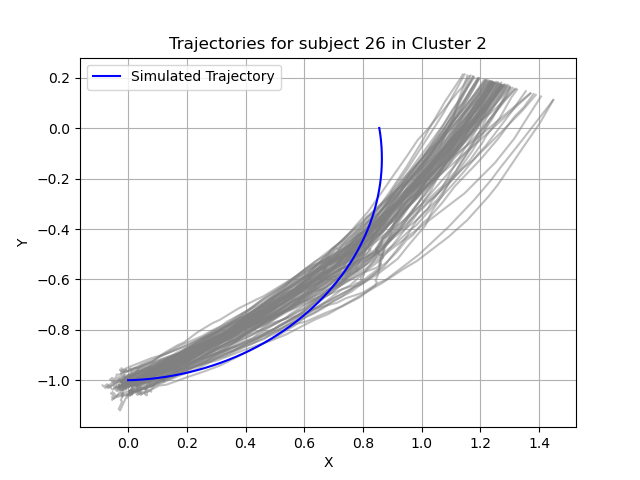 Trajectories for subject 26 in Cluster 2
Simulated Trajectory
Y
0.2
0.0
−0.2
−0.4
−0.6
−0.8
−1.0
0.0 0.2 0.4 0.6 0.8 1.0 1.2 1.4
X